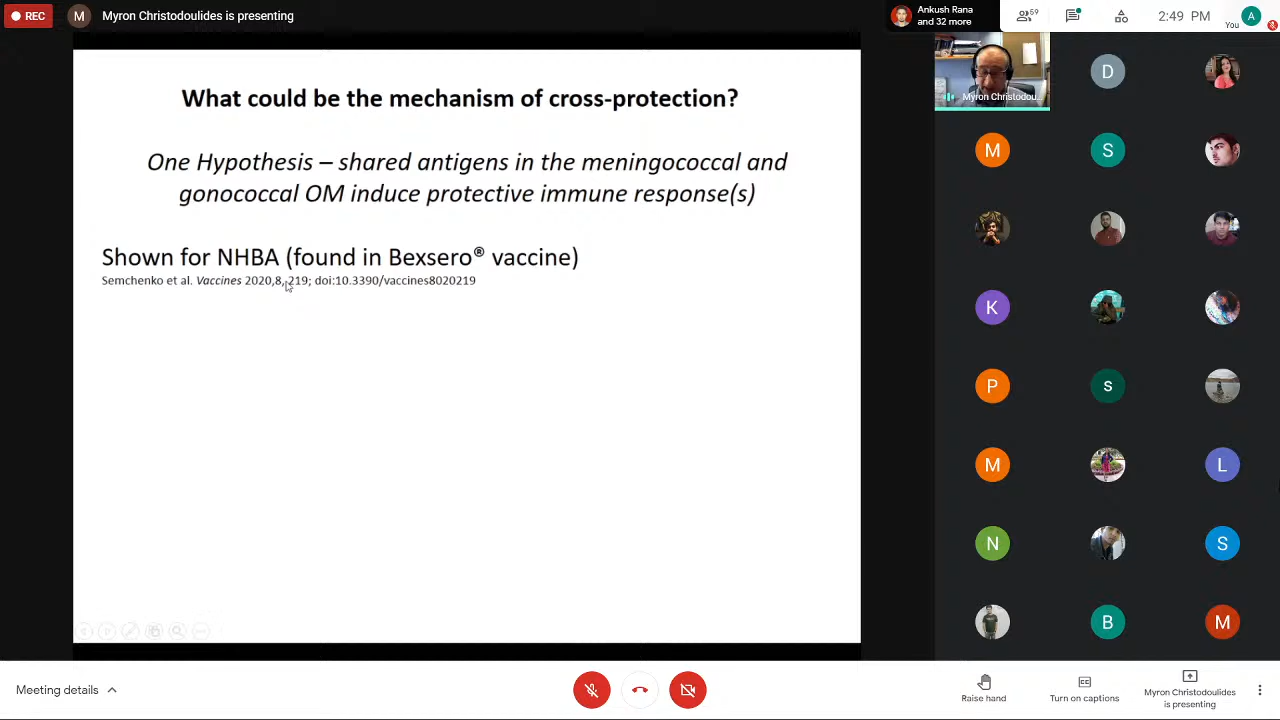 REC
M
Myron Christodoulides is presenting
Ankush Rana
and 32 more
59
2:49 PM
A
You
What could be the mechanism of cross-protection?
One Hypothesis – shared antigens in the meningococcal and
gonococcal OM induce protective immune response(s)
Shown for NHBA (found in Bexsero® vaccine)
Semchenko et al. Vaccines 2020,8, 219; doi:10.3390/vaccines8020219
Myron Christodou...
D
M
S
K
P
s
M
L
N
S
B
M
Meeting details
Raise hand
CC
Turn on captions
Myron Christodoulides
is presenting